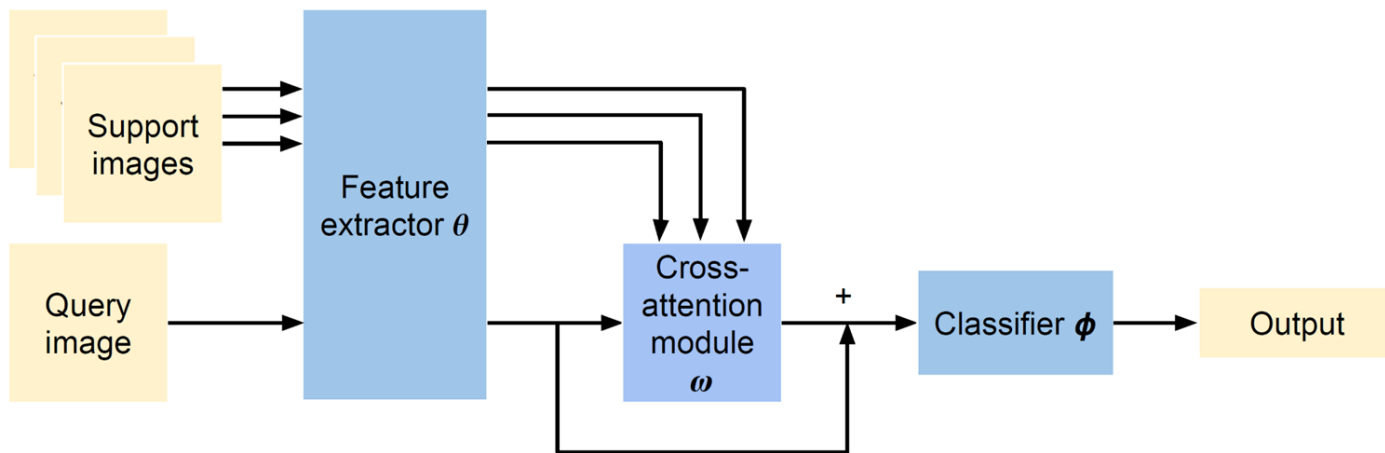 Support
images
Query
image
Feature
extractor θ
Cross-
attention
module
ω
+
Classifier ϕ
Output